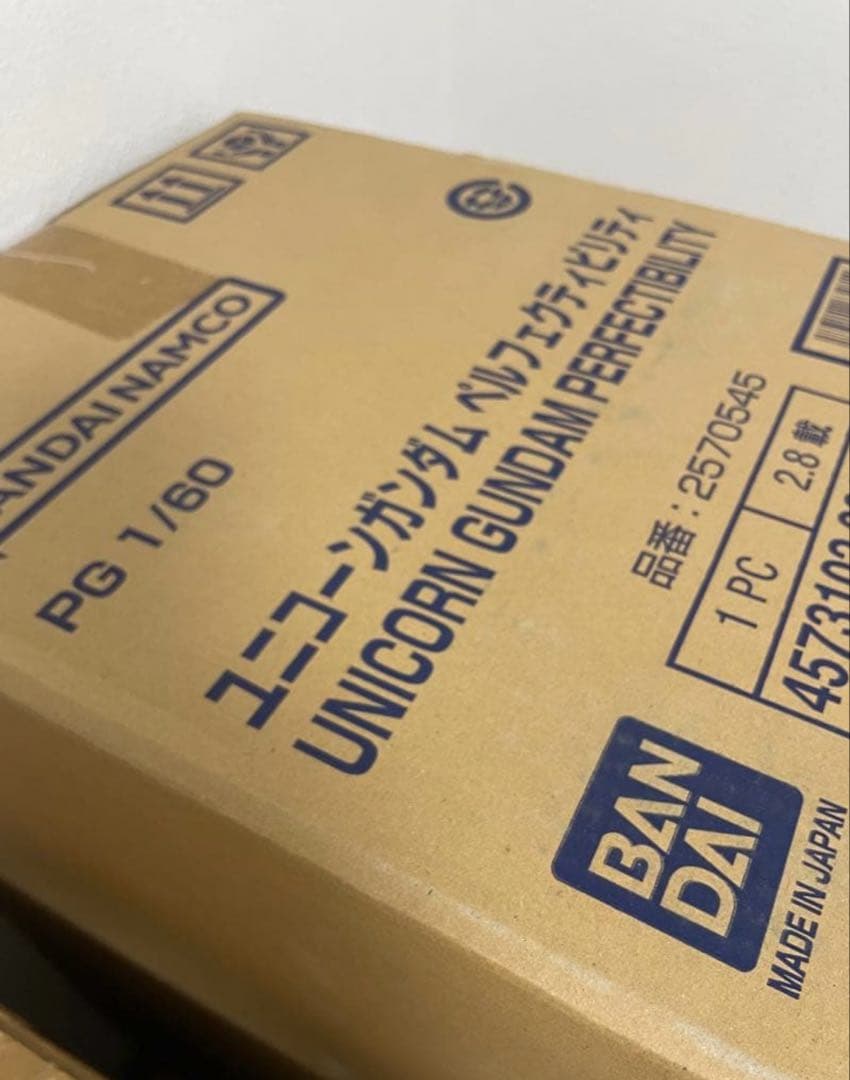 BANDAI NAMCO
PG 1/60
ユニコーンガンダム ペルフェクティビリティ
UNICORN GUNDAM PERFECTIBILITY
品番：2570545
1 PC
2.8 載
4573102
BAN
DAI
MADE IN JAPAN